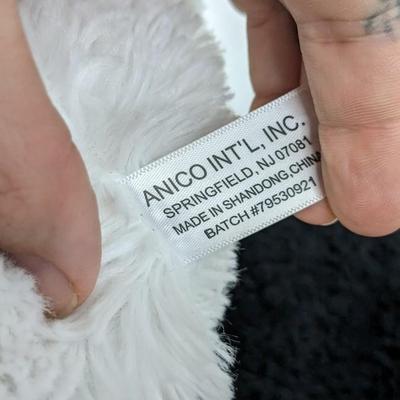 ANICO INT'L, INC.
SPRINGFIELD, NJ 07081
MADE IN SHANDONG,CHINA
BATCH #79530921